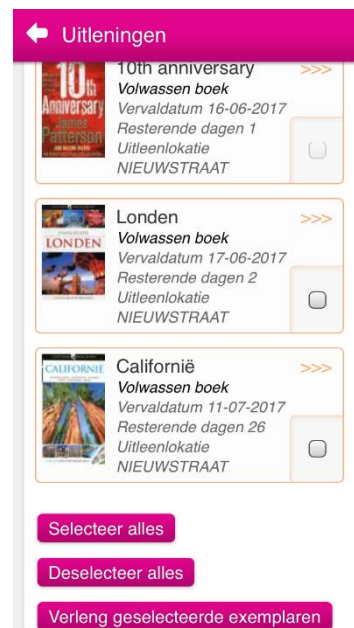 Uitleningen
10th anniversary >>>
Volwassen boek
Vervaldatum 16-06-2017
Resterende dagen 1
Uitleenlokatie
NIEUWSTRAAT
10th
Anniversary
James
Patterson
Londen >>>
Volwassen boek
Vervaldatum 17-06-2017
Resterende dagen 2
Uitleenlokatie
NIEUWSTRAAT
LONDEN
Californië >>>
Volwassen boek
Vervaldatum 11-07-2017
Resterende dagen 26
Uitleenlokatie
NIEUWSTRAAT
CALIFORNIË
Selecteer alles
Deselecteer alles
Verleng geselecteerde exemplaren